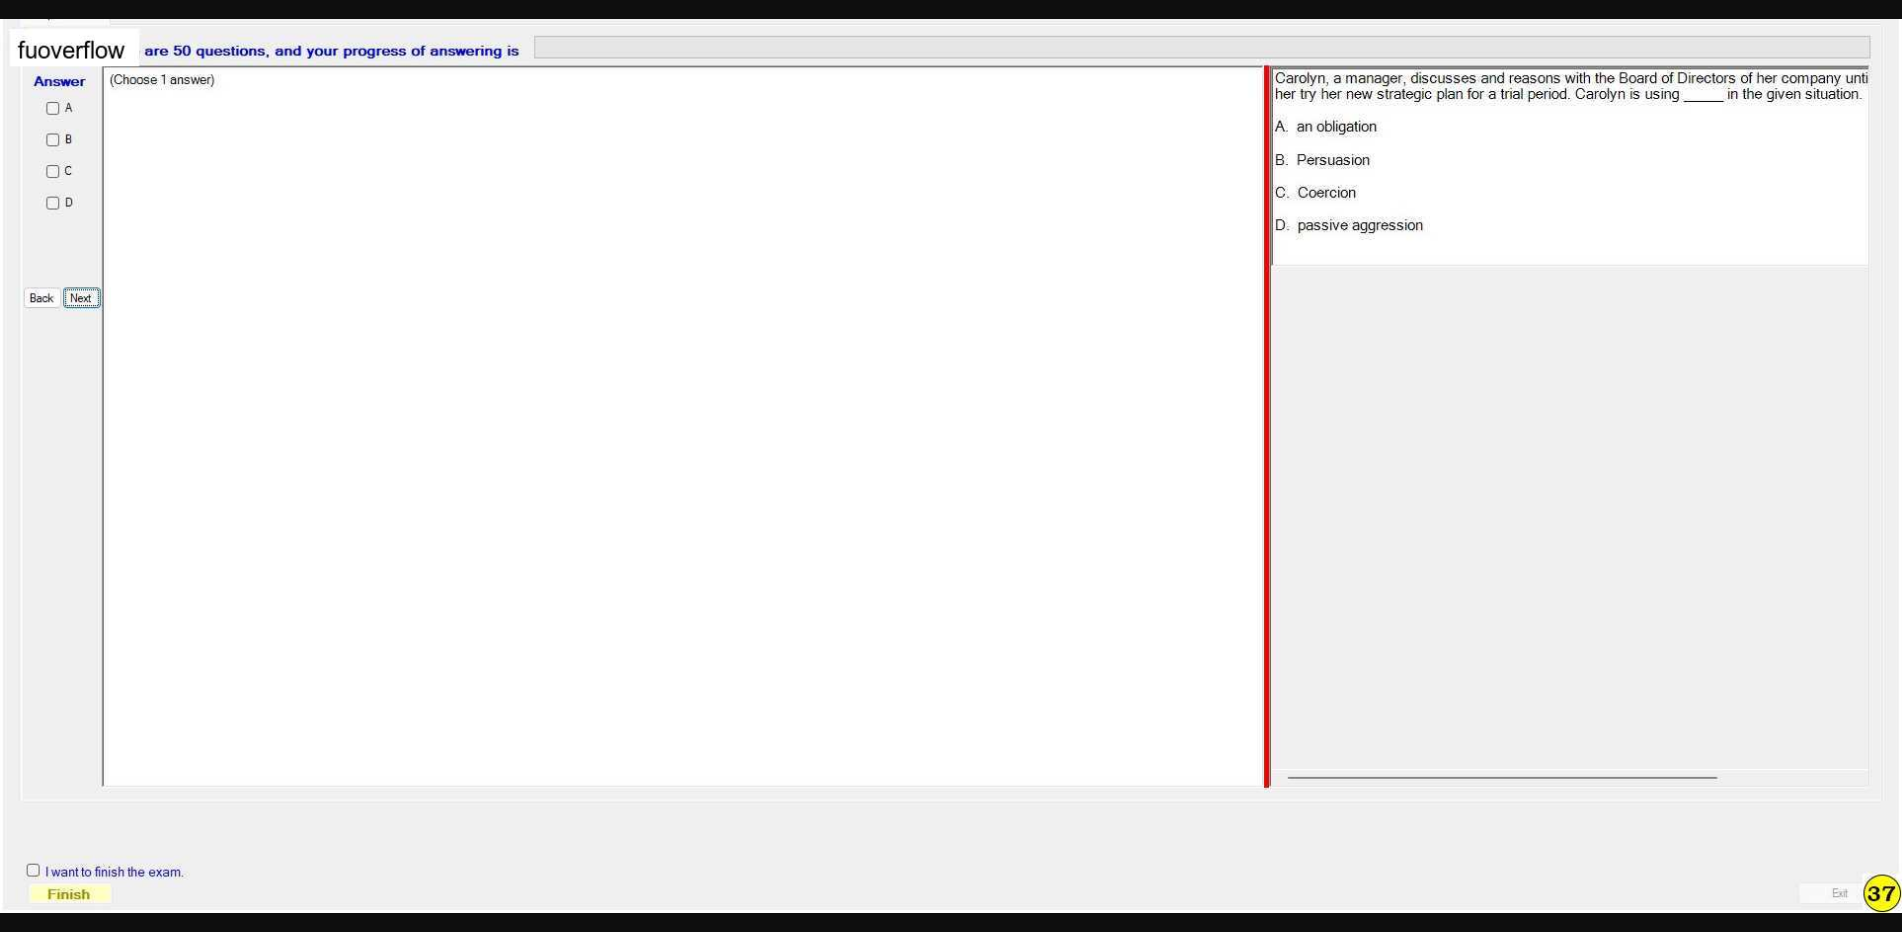 fuoverflow are 50 questions, and your progress of answering is
Answer
(Choose 1 answer)
A
B
C
D
Back Next
Carolyn, a manager, discusses and reasons with the Board of Directors of her company unti
her try her new strategic plan for a trial period. Carolyn is using _____ in the given situation.
A. an obligation
B. Persuasion
C. Coercion
D. passive aggression
I want to finish the exam.
Finish
Exit
37